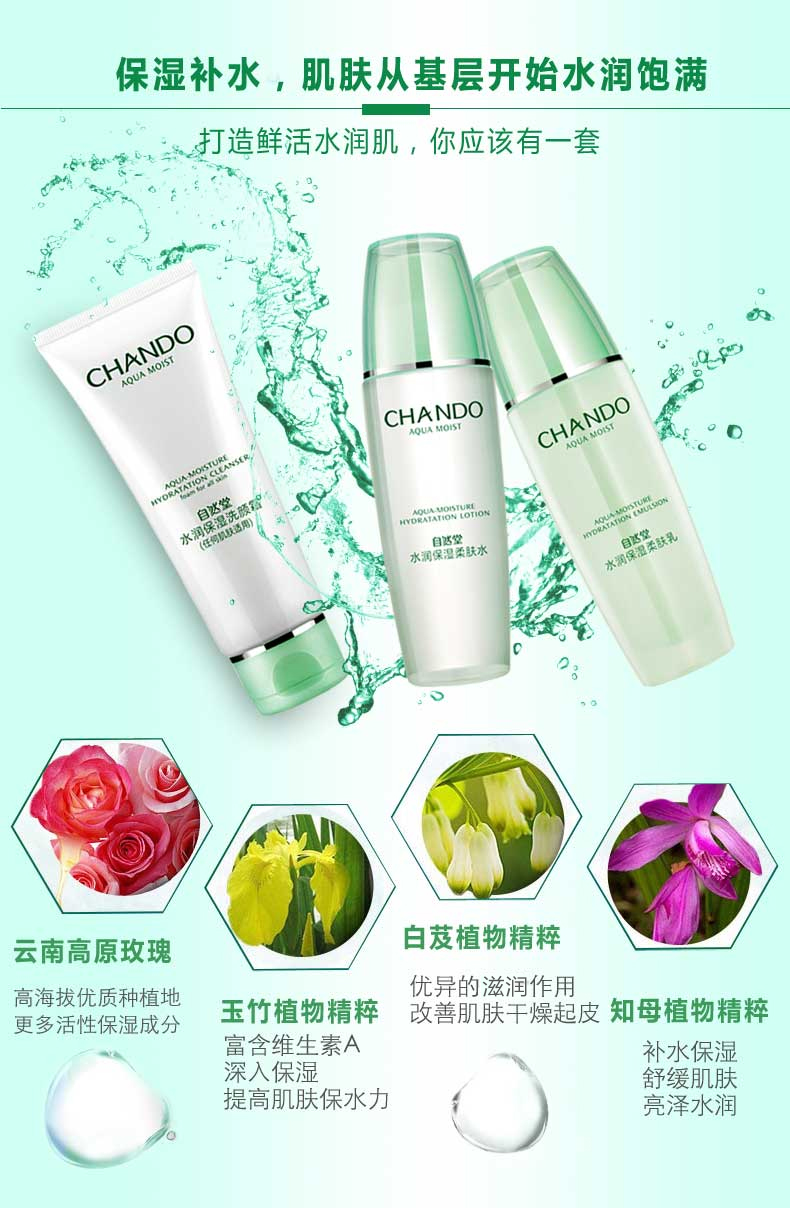 保湿补水，肌肤从基层开始水润饱满
打造鲜活水润肌，你应该有一套
CHANDO
AQUA MOIST
AQUA-MOISTURE
HYDRATATION CLEANSER
foam for all skin
自然堂
水润保湿洗颜霜
(任何肌肤适用)
CHANDO
AQUA MOIST
AQUA-MOISTURE
HYDRATATION LOTION
自然堂
水润保湿柔肤水
CHANDO
AQUA MOIST
AQUA-MOISTURE
HYDRATATION EMULSION
自然堂
水润保湿柔肤乳
云南高原玫瑰
高海拔优质种植地
更多活性保湿成分
玉竹植物精粹
富含维生素A
深入保湿
提高肌肤保水力
白芨植物精粹
优异的滋润作用
改善肌肤干燥起皮
知母植物精粹
补水保湿
舒缓肌肤
亮泽水润